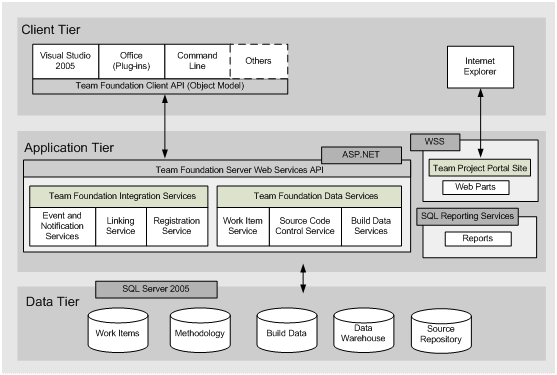 Client Tier
Visual Studio
2005
Office
(Plug-ins)
Command
Line
Others
Team Foundation Client API (Object Model)
Internet
Explorer
Application Tier
ASP.NET
Team Foundation Server Web Services API
Team Foundation Integration Services
Event and
Notification
Services
Linking
Service
Registration
Service
Team Foundation Data Services
Work Item
Service
Source Code
Control Service
Build Data
Services
WSS
Team Project Portal Site
Web Parts
SQL Reporting Services
Reports
Data Tier
SQL Server 2005
Work Items
Methodology
Build Data
Data
Warehouse
Source
Repository